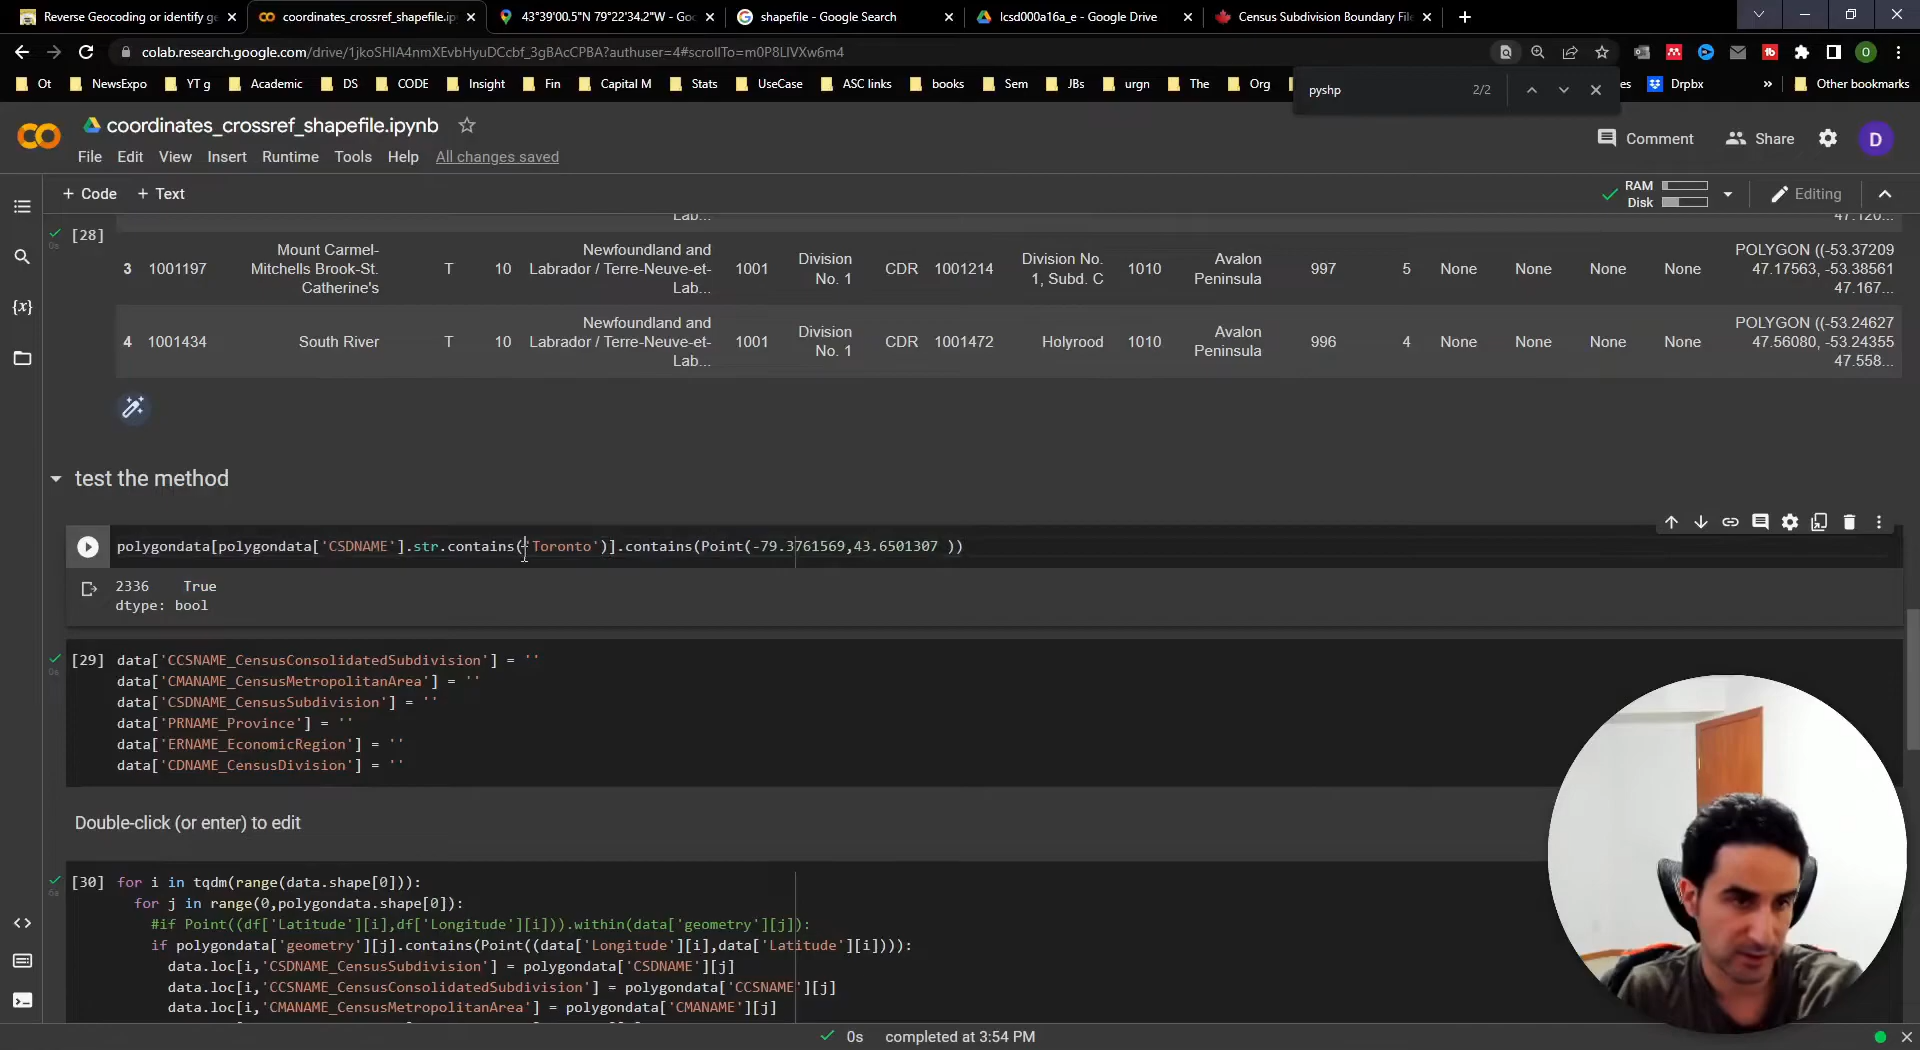 Reverse Geocoding or identify ge
coordinates_crossref_shapefile.ip
43°39'00.5"N 79°22'34.2"W - Goo
shapefile - Google Search
lcsd000a16a_e - Google Drive
Census Subdivision Boundary File
colab.research.google.com/drive/1jkoSHlA4nmXEvbHyuDCcbf_3gBAcCPBA?authuser=4#scrollTo=m0P8LIVXw6m4
Ot NewsExpo YT g Academic DS CODE Insight Fin Capital M Stats UseCase ASC links books Sem JBs urgn The Org Drpbx » Other bookmarks
pyshp 2/2
coordinates_crossref_shapefile.ipynb
Comment Share D
File Edit View Insert Runtime Tools Help All changes saved
+ Code + Text
RAM
Disk
Editing
Lab... 47.120...
[28]
3 1001197 Mount Carmel-Mitchells Brook-St. Catherine's T 10 Newfoundland and Labrador / Terre-Neuve-et-Lab... 1001 Division No. 1 CDR 1001214 Division No. 1, Subd. C 1010 Avalon Peninsula 997 5 None None None None POLYGON ((-53.37209 47.17563, -53.38561 47.167...
4 1001434 South River T 10 Newfoundland and Labrador / Terre-Neuve-et-Lab... 1001 Division No. 1 CDR 1001472 Holyrood 1010 Avalon Peninsula 996 4 None None None None POLYGON ((-53.24627 47.56080, -53.24355 47.558...
test the method
polygondata[polygondata['CSDNAME'].str.contains('Toronto')].contains(Point(-79.3761569,43.6501307 ))
2336 True
dtype: bool
[29] data['CCSNAME_CensusConsolidatedSubdivision'] = ''
data['CMANAME_CensusMetropolitanArea'] = ''
data['CSDNAME_CensusSubdivision'] = ''
data['PRNAME_Province'] = ''
data['ERNAME_EconomicRegion'] = ''
data['CDNAME_CensusDivision'] = ''
Double-click (or enter) to edit
[30] for i in tqdm(range(data.shape[0])):
for j in range(0,polygondata.shape[0]):
#if Point((df['Latitude'][i],df['Longitude'][i])).within(data['geometry'][j]):
if polygondata['geometry'][j].contains(Point((data['Longitude'][i],data['Latitude'][i]))):
data.loc[i,'CSDNAME_CensusSubdivision'] = polygondata['CSDNAME'][j]
data.loc[i,'CCSNAME_CensusConsolidatedSubdivision'] = polygondata['CCSNAME'][j]
data.loc[i,'CMANAME_CensusMetropolitanArea'] = polygondata['CMANAME'][j]
0s completed at 3:54 PM